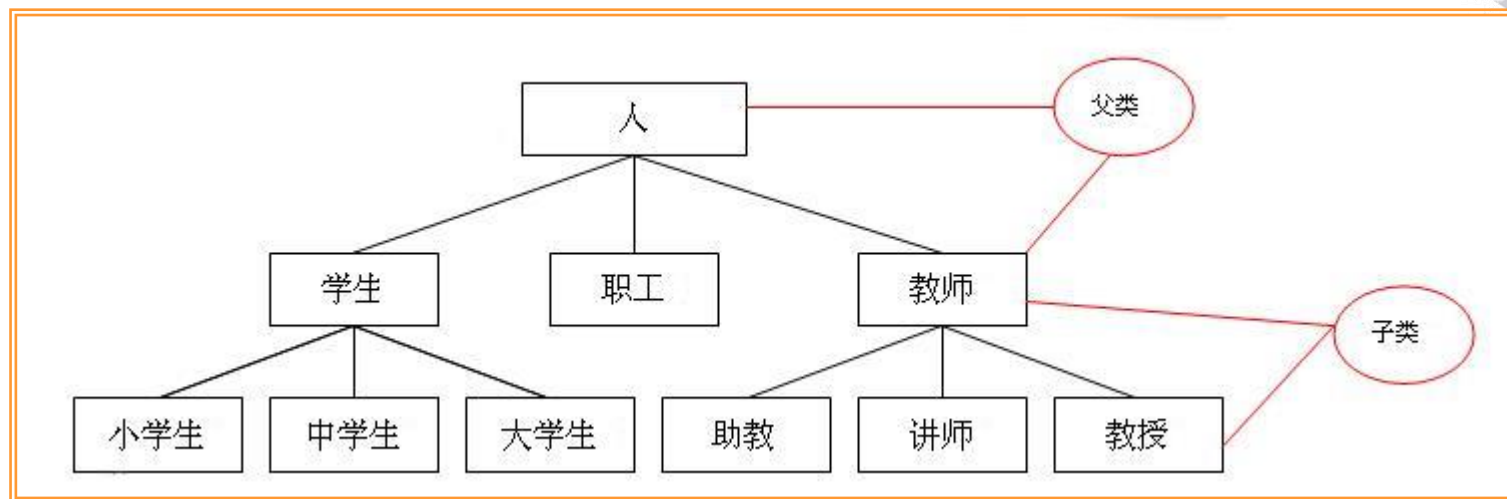 人
父类
学生
职工
教师
子类
小学生
中学生
大学生
助教
讲师
教授